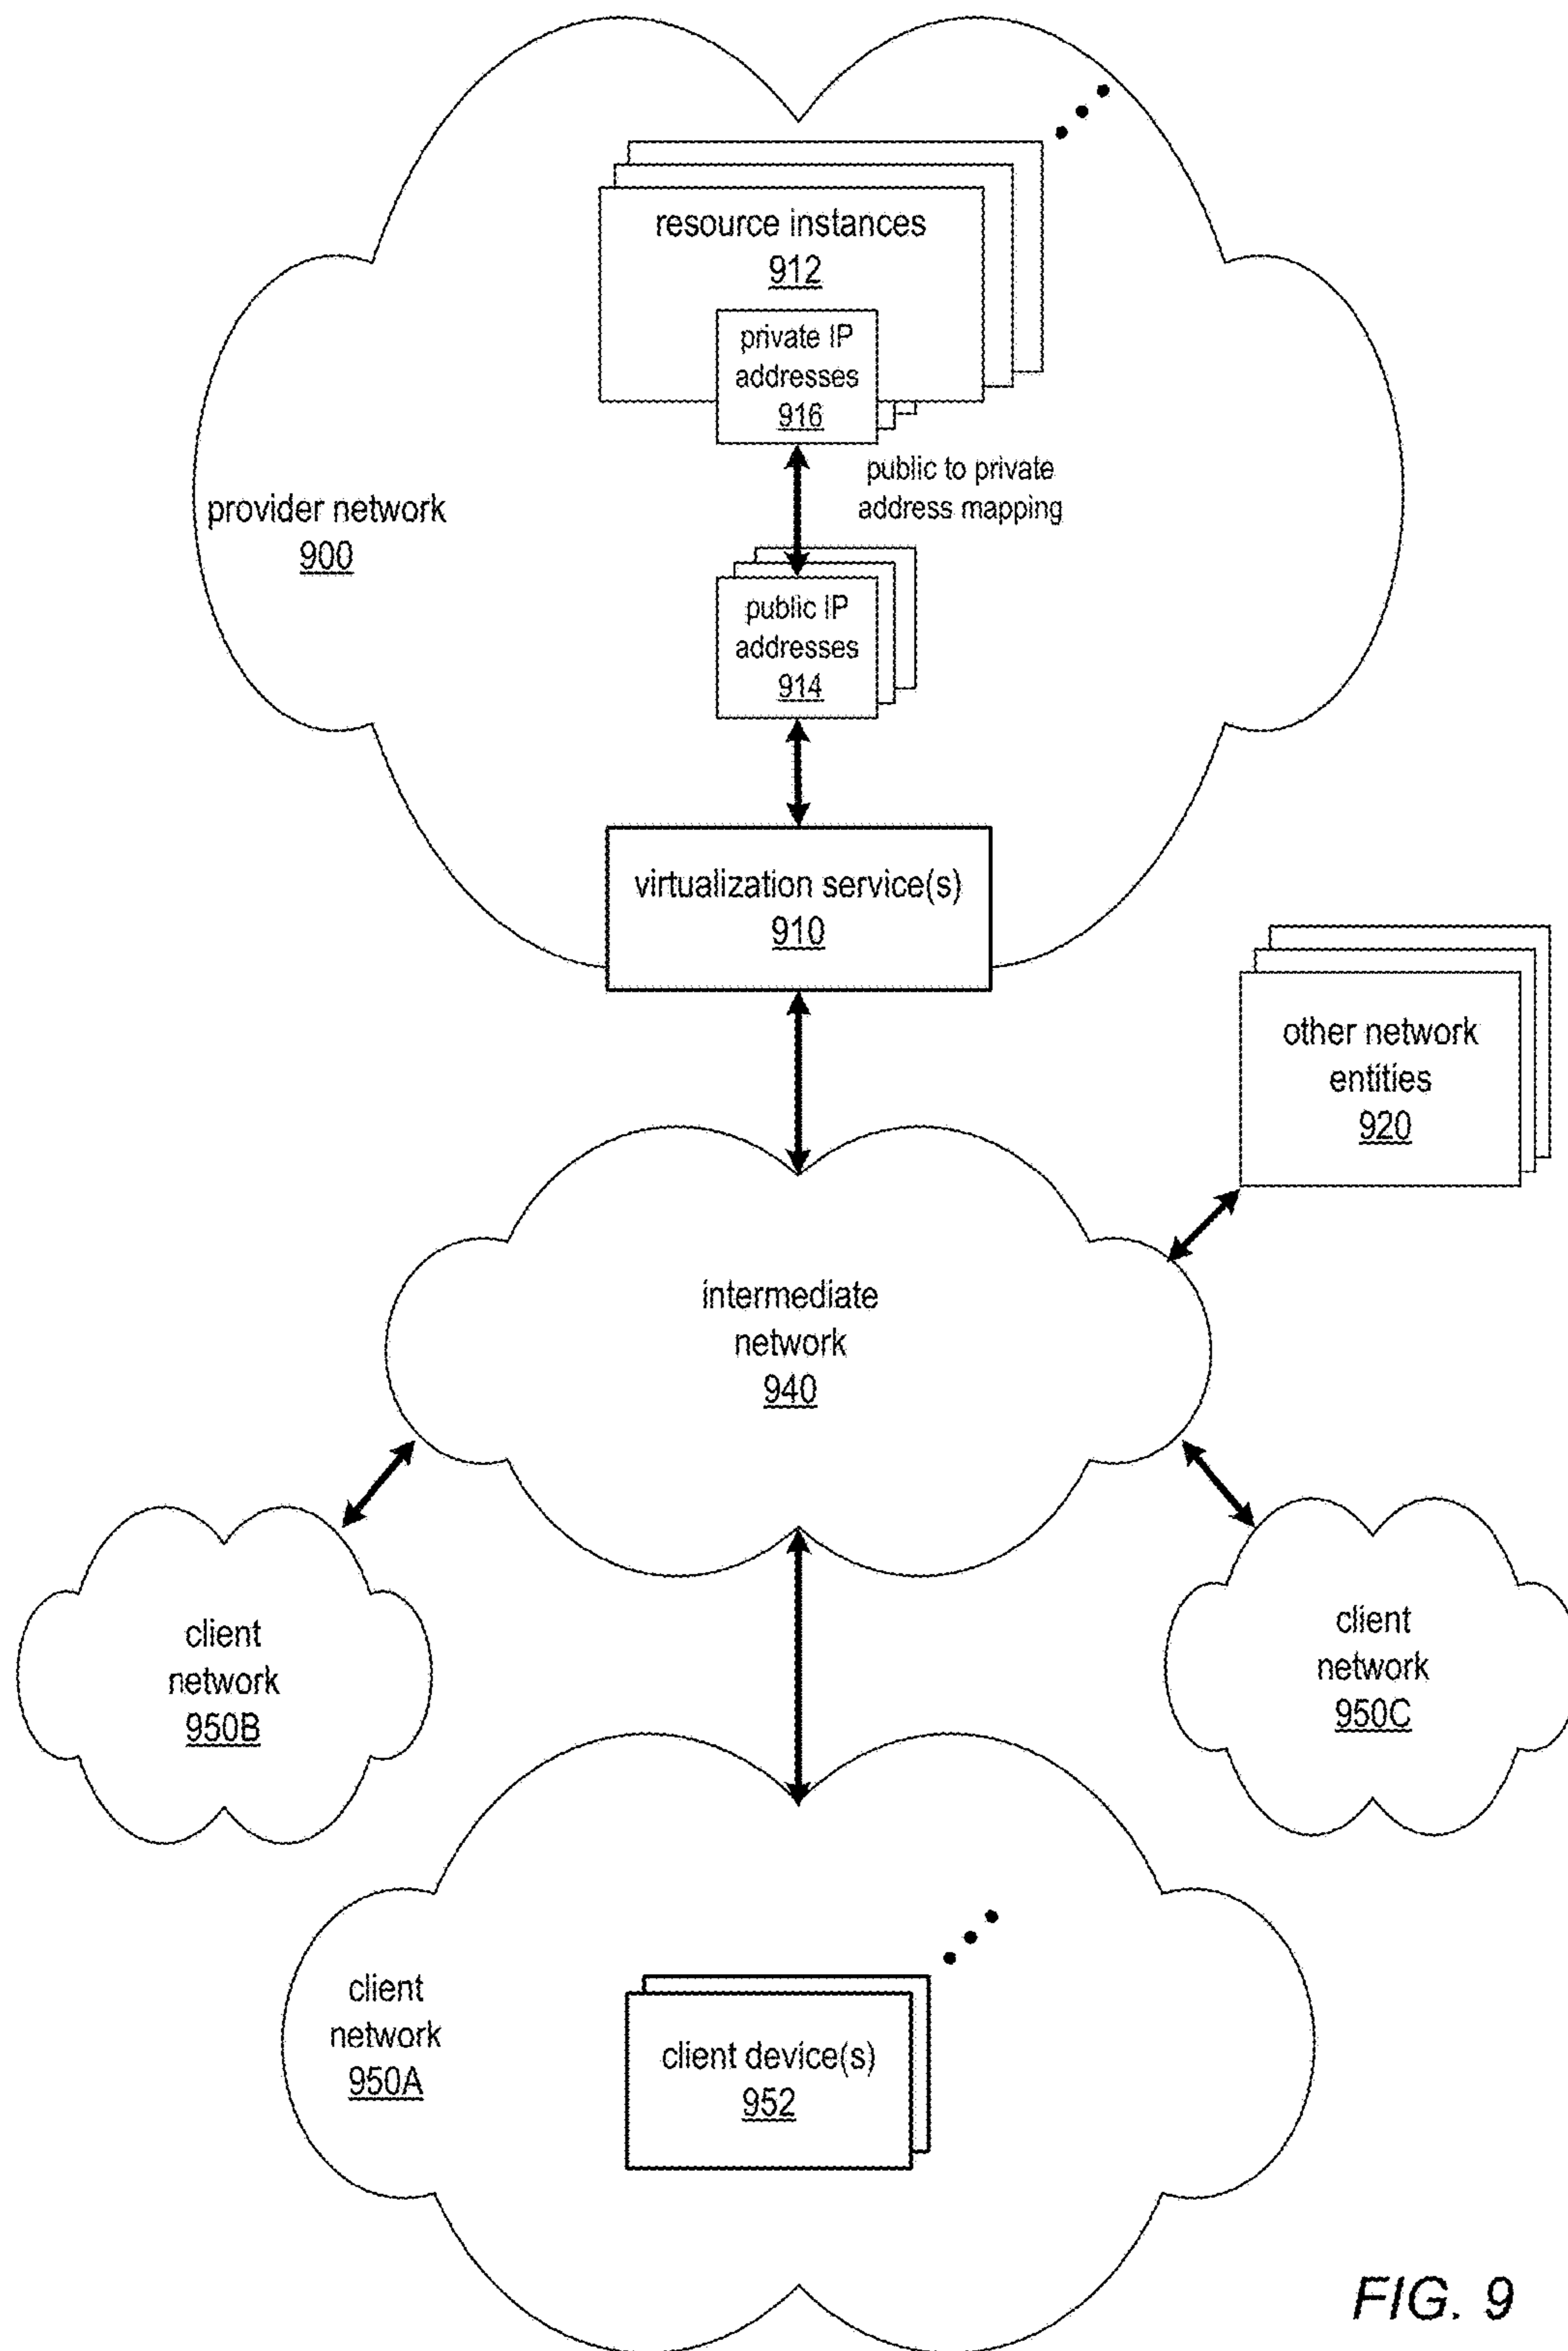 resource instances
912
private IP
addresses
916
public to private
address mapping
provider network
900
public IP
addresses
914
virtualization service(s)
910
other network
entities
920
intermediate
network
940
client
network
950B
client
network
950C
client
network
950A
client device(s)
952
FIG. 9